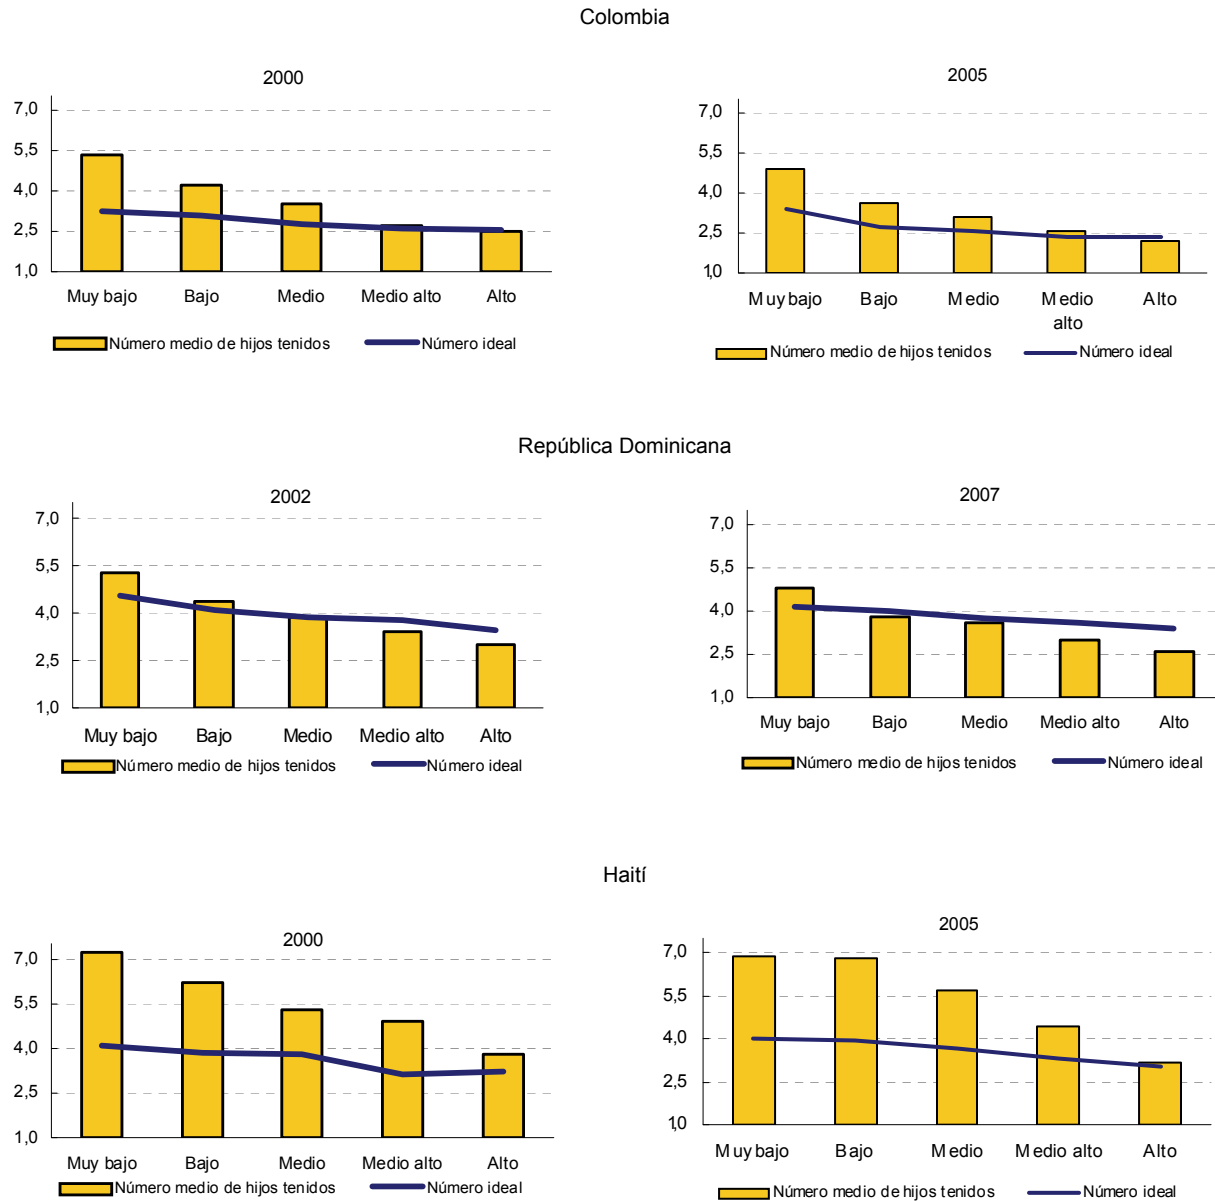 Colombia
2000
7,0
5,5
4,0
2,5
1,0
Muy bajo Bajo Medio Medio alto Alto
Número medio de hijos tenidos Número ideal
2005
7,0
5,5
4,0
2,5
1,0
Muy bajo Bajo Medio Medio Alto
alto
Número medio de hijos tenidos Número ideal
República Dominicana
2002
7,0
5,5
4,0
2,5
1,0
Muy bajo Bajo Medio Medio alto Alto
Número medio de hijos tenidos Número ideal
2007
7,0
5,5
4,0
2,5
1,0
Muy bajo Bajo Medio Medio alto Alto
Número medio de hijos tenidos Número ideal
Haití
2000
7,0
5,5
4,0
2,5
1,0
Muy bajo Bajo Medio Medio alto Alto
Número medio de hijos tenidos Número ideal
2005
7,0
5,5
4,0
2,5
1,0
Muy bajo Bajo Medio Medio alto Alto
Número medio de hijos tenidos Número ideal